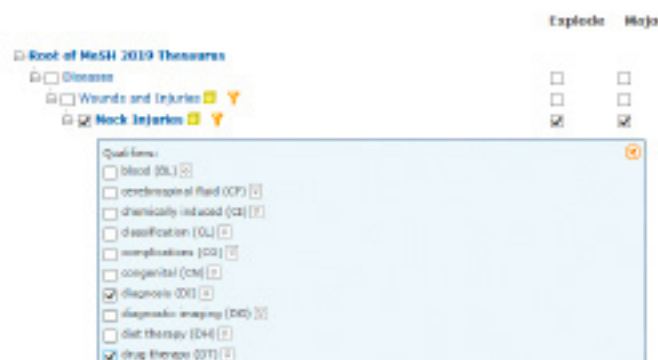 Explode Majo
Root of MeSH 2019 Thesaurus
Diseases
Wounds and Injuries
Neck Injuries
Qualifiers:
blood (BL)
cerebrospinal fluid (CF)
chemically induced (CI)
classification (CL)
complications (CO)
congenital (CN)
diagnosis (DI)
diagnostic imaging (DG)
diet therapy (DH)
drug therapy (DT)